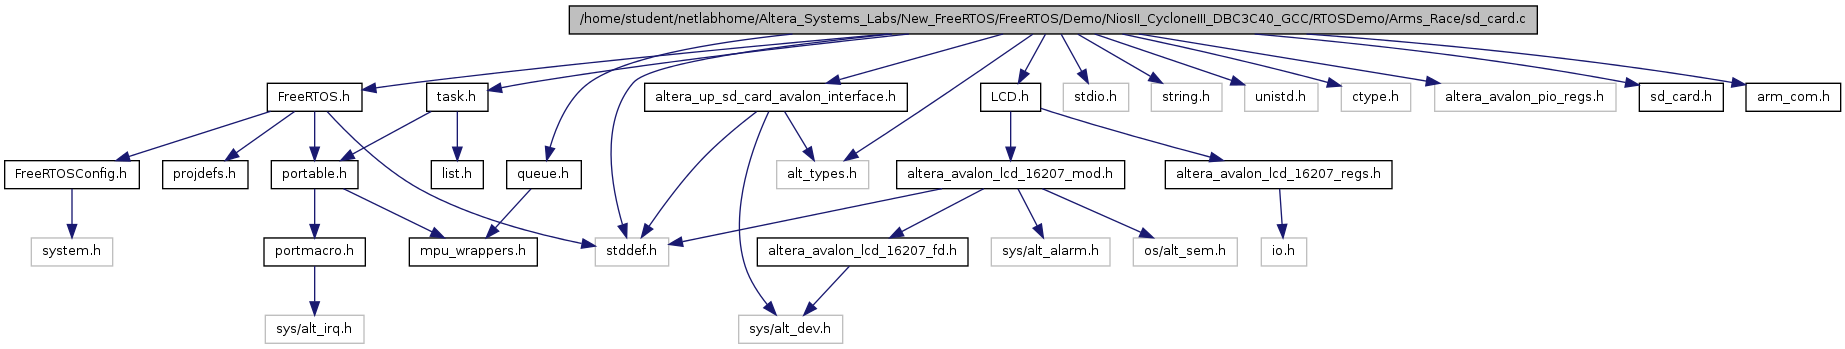 /home/student/netlabhome/Altera_Systems_Labs/New_FreeRTOS/FreeRTOS/Demo/NiosII_CycloneIII_DBC3C40_GCC/RTOSDemo/Arms_Race/sd_card.c
FreeRTOS.h
task.h
altera_up_sd_card_avalon_interface.h
LCD.h
stdio.h
string.h
unistd.h
ctype.h
altera_avalon_pio_regs.h
sd_card.h
arm_com.h
FreeRTOSConfig.h
projdefs.h
portable.h
list.h
queue.h
alt_types.h
altera_avalon_lcd_16207_mod.h
altera_avalon_lcd_16207_regs.h
system.h
portmacro.h
mpu_wrappers.h
stddef.h
altera_avalon_lcd_16207_fd.h
sys/alt_alarm.h
os/alt_sem.h
io.h
sys/alt_irq.h
sys/alt_dev.h